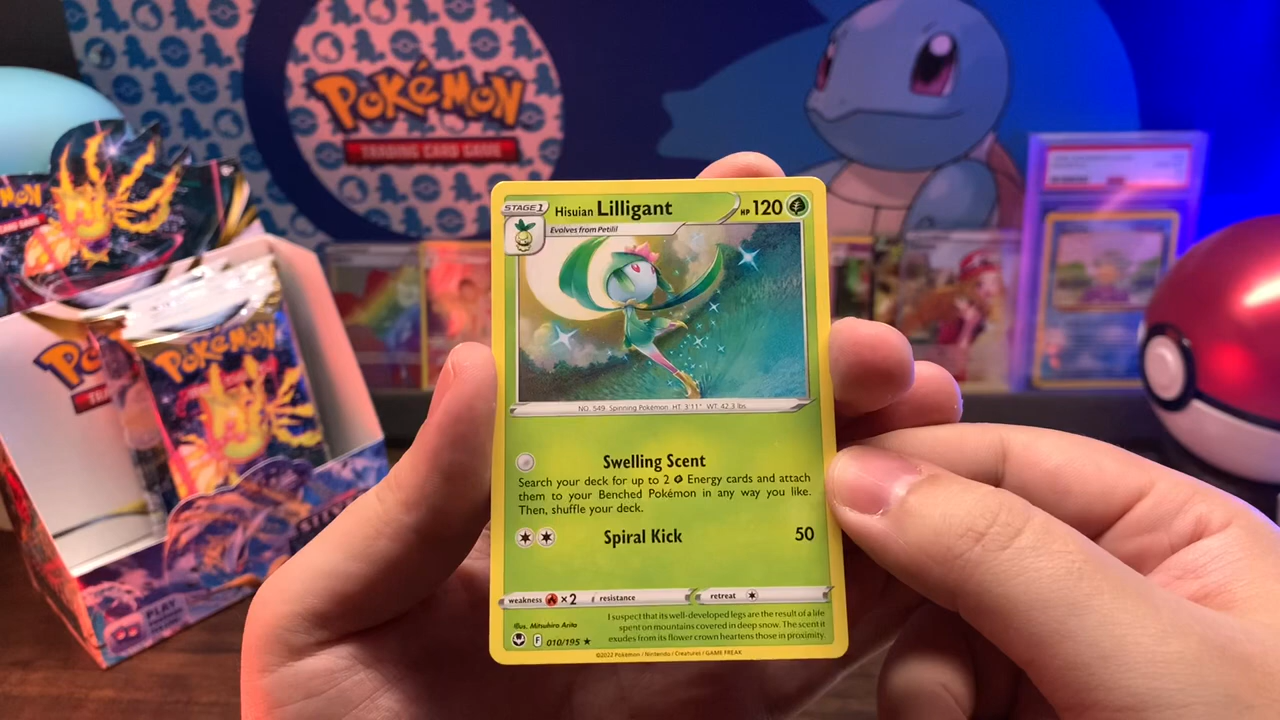 POKÉMON
TRADING CARD GAME
POKÉMON
PLAY
STAGE 1
Hisuian Lilligant
HP 120
Evolves from Petilil
NO. 549 Spinning Pokémon HT 3'11" WT 42.3 lbs.
Swelling Scent
Search your deck for up to 2 Energy cards and attach
them to your Benched Pokémon in any way you like.
Then, shuffle your deck.
Spiral Kick 50
weakness ×2 resistance retreat
Illus. Mitsuhiro Arita
I suspect that its well-developed legs are the result of a life
spent on mountains covered in deep snow. The scent it
exudes from its flower crown heartens those in proximity.
F 010/195 ★
©2022 Pokémon / Nintendo / Creatures / GAME FREAK